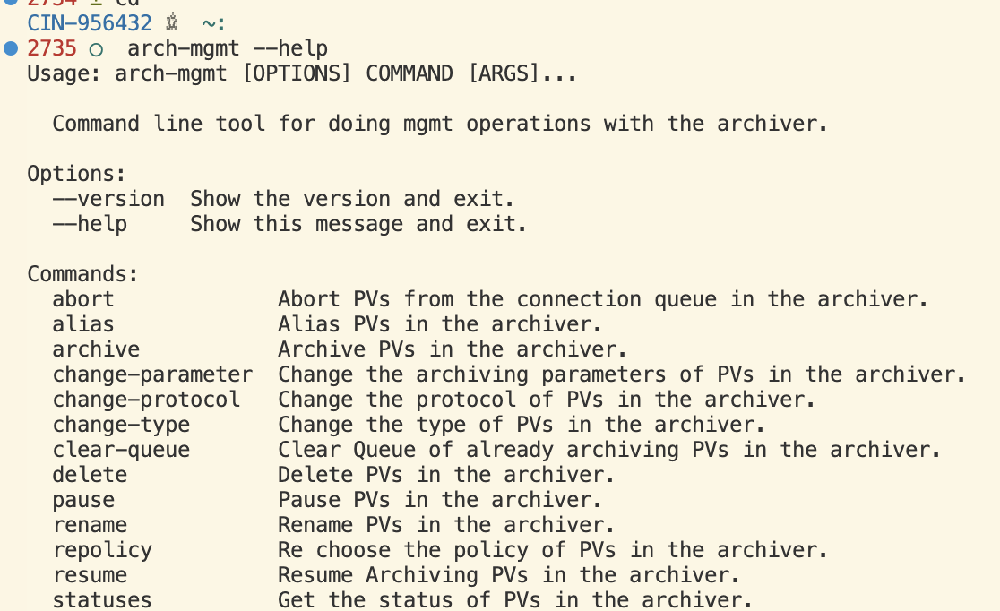 CIN-956432 ~:
2735 ○ arch-mgmt --help
Usage: arch-mgmt [OPTIONS] COMMAND [ARGS]...
Command line tool for doing mgmt operations with the archiver.
Options:
--version Show the version and exit.
--help Show this message and exit.
Commands:
abort Abort PVs from the connection queue in the archiver.
alias Alias PVs in the archiver.
archive Archive PVs in the archiver.
change-parameter Change the archiving parameters of PVs in the archiver.
change-protocol Change the protocol of PVs in the archiver.
change-type Change the type of PVs in the archiver.
clear-queue Clear Queue of already archiving PVs in the archiver.
delete Delete PVs in the archiver.
pause Pause PVs in the archiver.
rename Rename PVs in the archiver.
repolicy Re choose the policy of PVs in the archiver.
resume Resume Archiving PVs in the archiver.
statuses Get the status of PVs in the archiver.